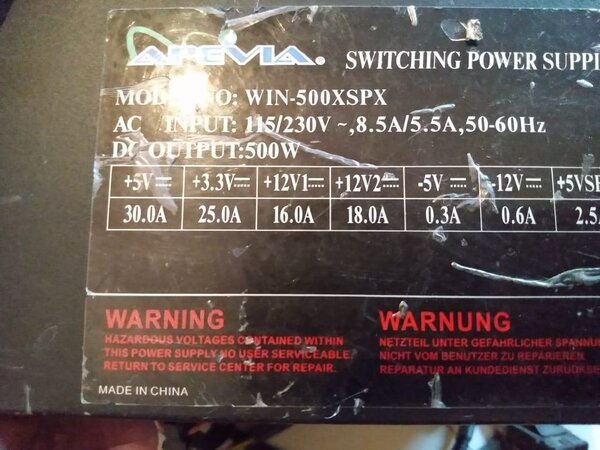 APEVIA®
SWITCHING POWER SUPPL
MODEL NO: WIN-500XSPX
AC INPUT: 115/230V ~,8.5A/5.5A,50-60Hz
DC OUTPUT:500W
+5V +3.3V +12V1 +12V2 -5V -12V +5VSB
30.0A 25.0A 16.0A 18.0A 0.3A 0.6A 2.5
WARNING
HAZARDOUS VOLTAGES CONTAINED WITHIN
THIS POWER SUPPLY NO USER SERVICEABLE
RETURN TO SERVICE CENTER FOR REPAIR.
WARNUNG
NETZTEIL UNTER GEFÄHRLICHER SPANNUN
NICHT VOM BENUTZER ZU REPARIEREN
REPARATUR AN KUNDEDIENST ZURÜCKSE
MADE IN CHINA